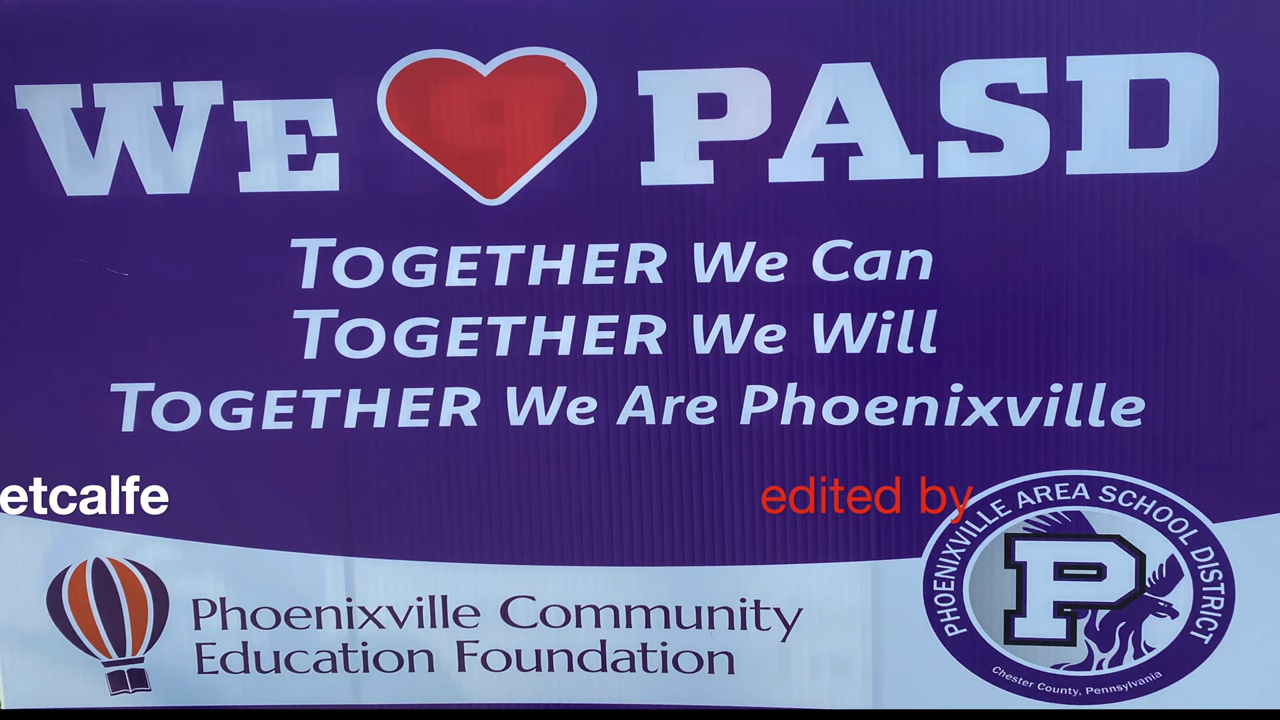 WE PASD
TOGETHER We Can
TOGETHER We Will
TOGETHER We Are Phoenixville
etcalfe
edited by
Phoenixville Community
Education Foundation
PHOENIXVILLE AREA SCHOOL DISTRICT
P
Chester County, Pennsylvania